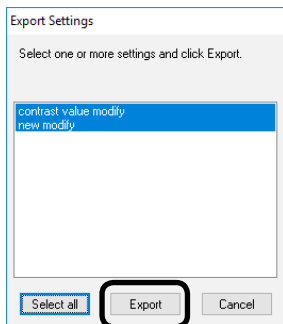 Export Settings
Select one or more settings and click Export.
contrast value modify
new modify
Select all Export Cancel